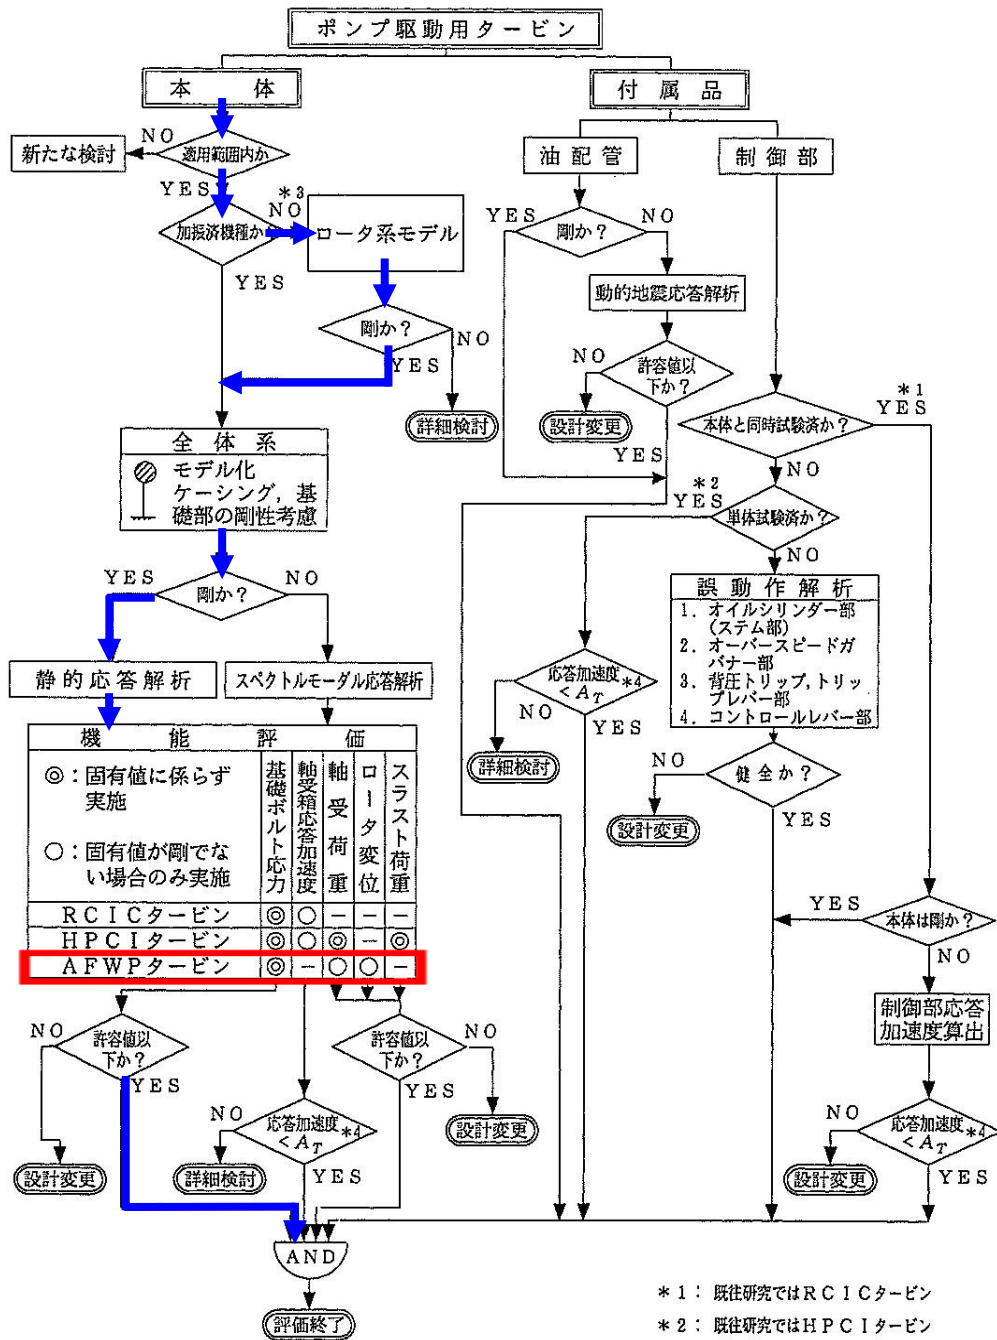 ポンプ駆動用タービン
本体
付属品
新たな検討
NO
適用範囲内か
YES
油配管
制御部
*3
NO
加振済機種か
YES
ロータ系モデル
YES
剛か?
NO
動的地震応答解析
剛か?
YES
NO
詳細検討
NO
許容値以
下か?
設計変更
YES
*1
YES
本体と同時試験済か?
NO
全体系
モデル化
ケーシング,基
礎部の剛性考慮
*2
YES
単体試験済か?
NO
YES
剛か?
NO
誤動作解析
1. オイルシリンダー部
(ステム部)
2. オーバースピードガ
バナー部
3. 背圧トリップ,トリッ
プレバー部
4. コントロールレバー部
静的応答解析
スペクトルモーダル応答解析
応答加速度
<AT *4
NO
YES
詳細検討
NO
健全か?
YES
設計変更
機能評価
◎:固有値に係らず
実施
○:固有値が剛でな
い場合のみ実施
基礎ボルト応力
軸受箱応答加速度
軸受荷重
ロータ変位
スラスト荷重
RCICタービン ◎ ○ − − −
HPCIタービン ◎ ○ ◎ − ◎
AFWPタービン ◎ − ○ ○ −
YES
本体は剛か?
NO
制御部応答
加速度算出
NO
許容値以
下か?
YES
設計変更
NO
応答加速度
<AT *4
YES
詳細検討
許容値以
下か?
NO
YES
設計変更
NO
応答加速度
<AT *4
YES
設計変更
AND
評価終了
*1: 既往研究ではRCICタービン
*2: 既往研究ではHPCIタービン